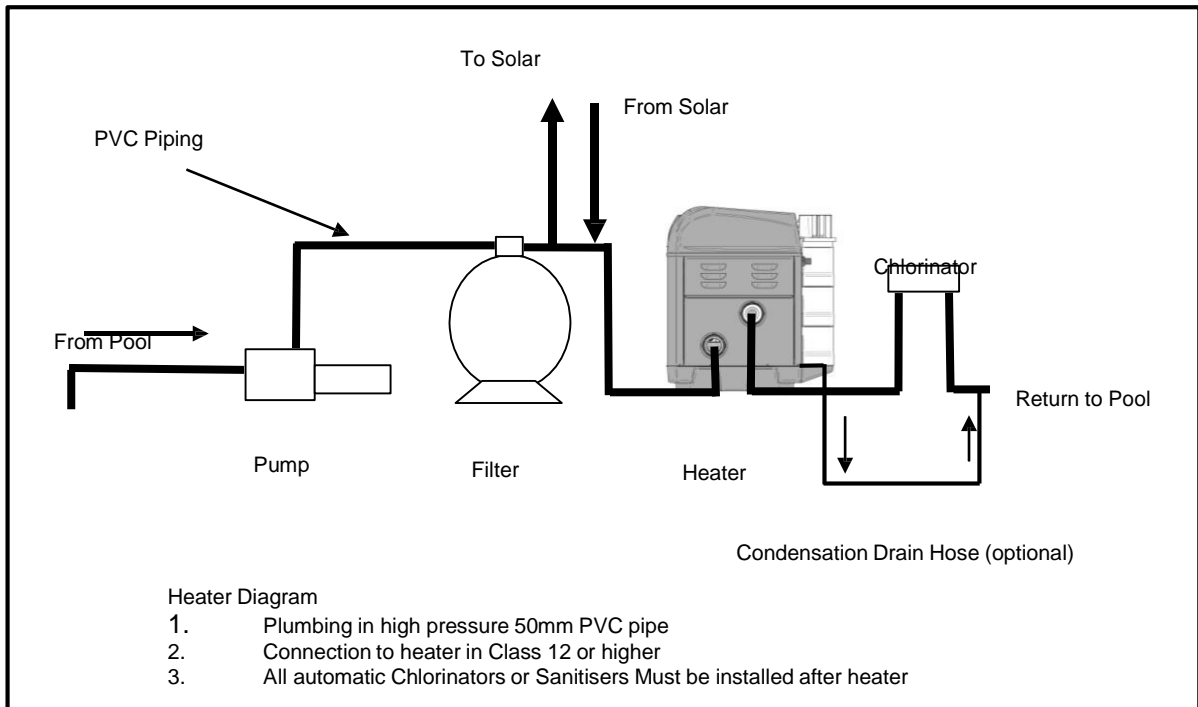 To Solar
From Solar
PVC Piping
Chlorinator
From Pool
Return to Pool
Pump
Filter
Heater
Condensation Drain Hose (optional)
Heater Diagram
1. Plumbing in high pressure 50mm PVC pipe
2. Connection to heater in Class 12 or higher
3. All automatic Chlorinators or Sanitisers Must be installed after heater